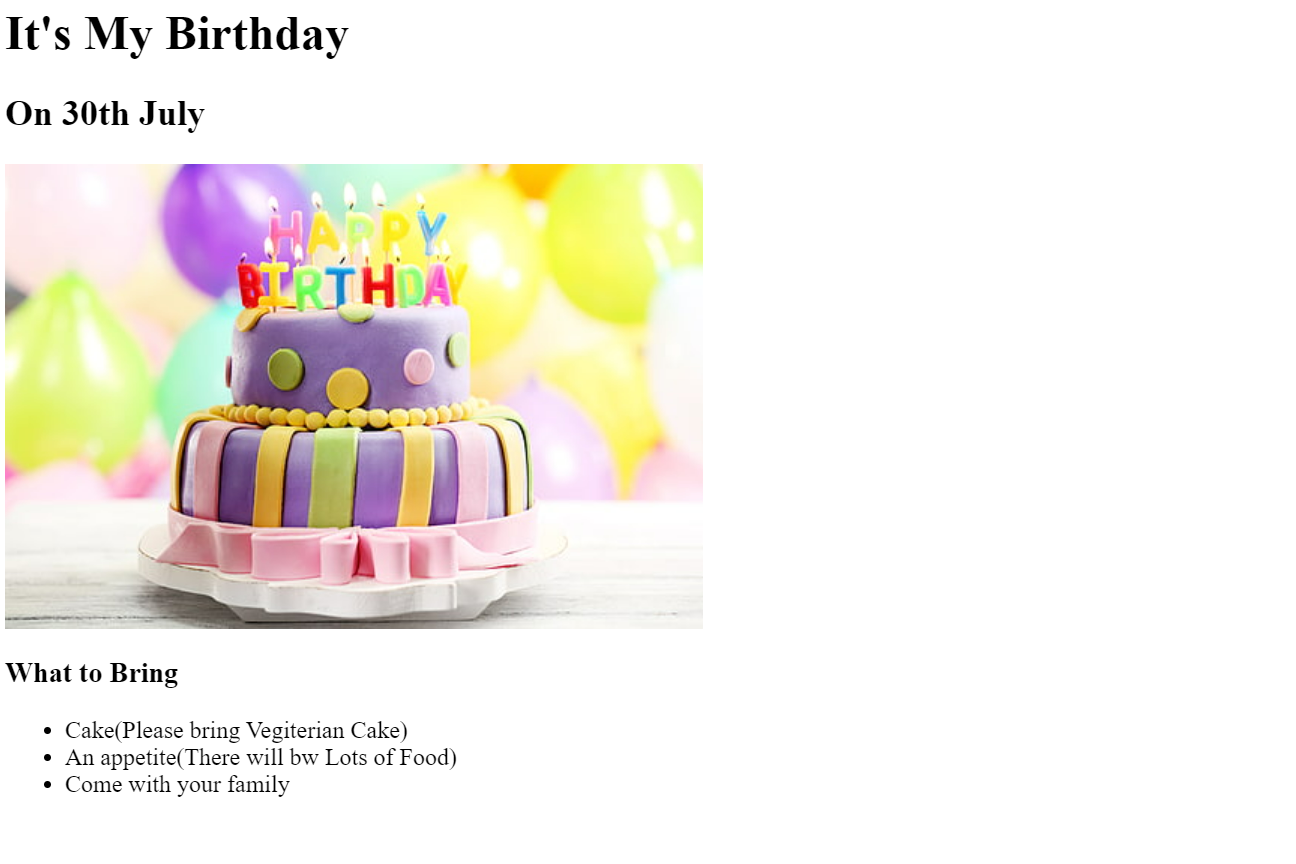 It's My Birthday
On 30th July
HAPPY
BIRTHDAY
What to Bring
Cake(Please bring Vegiterian Cake)
An appetite(There will bw Lots of Food)
Come with your family